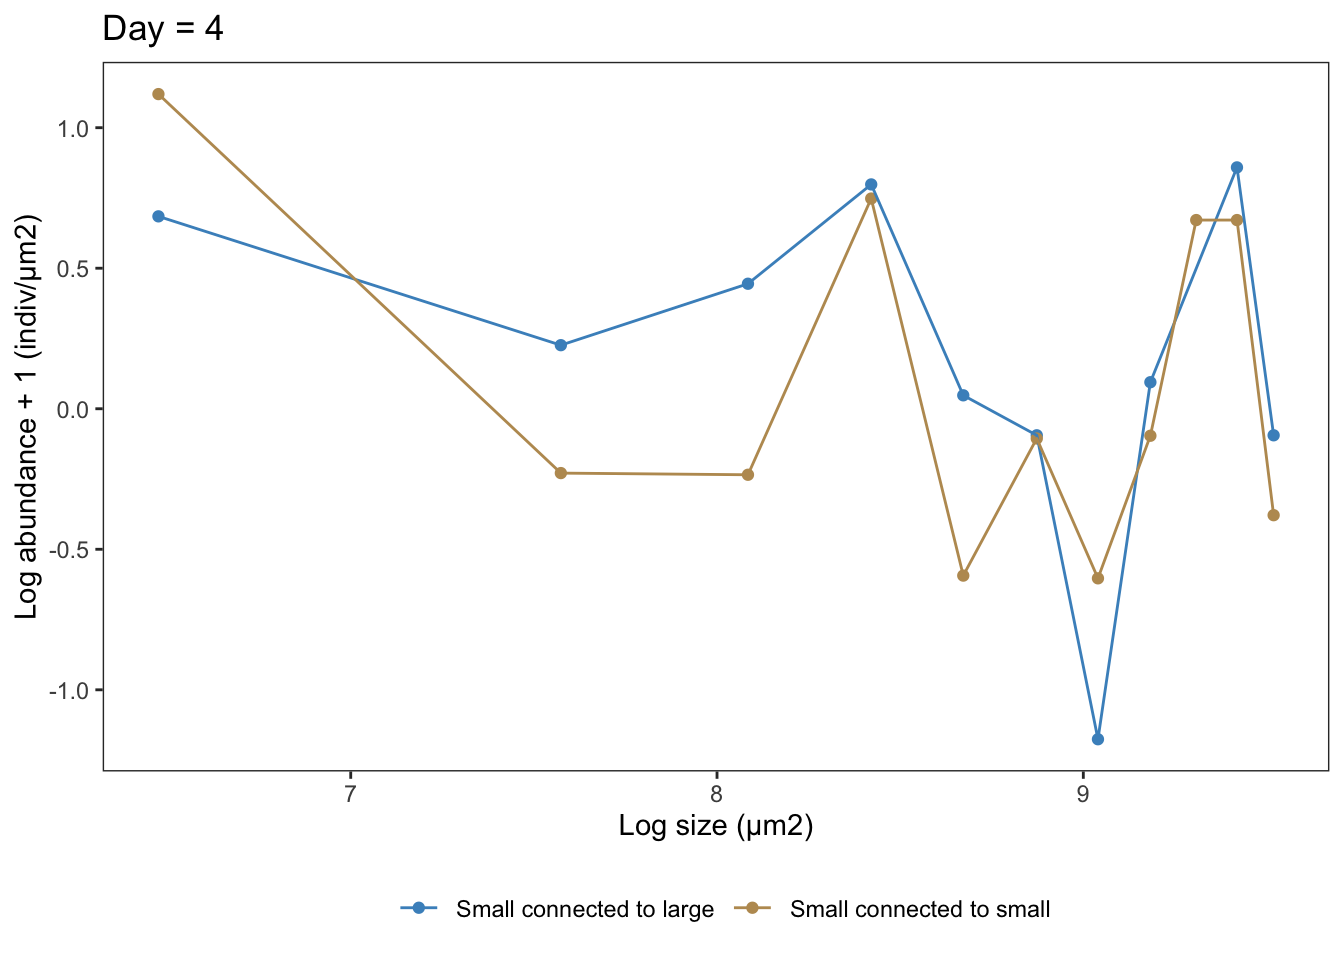 Day = 4
Log abundance + 1 (indiv/µm2)
1.0
0.5
0.0
-0.5
-1.0
7 8 9
Log size (µm2)
Small connected to large Small connected to small